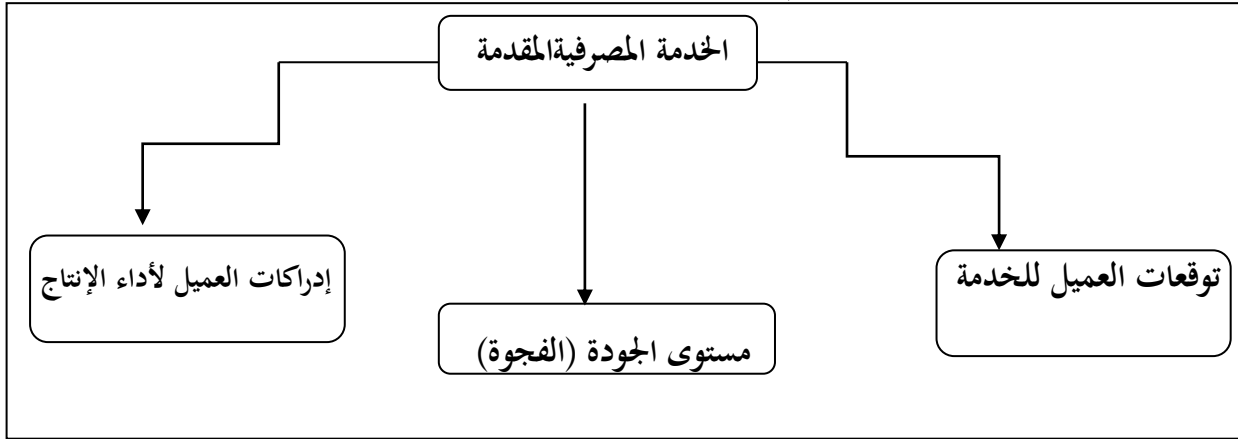 الخدمة المصرفيةالمقدمة
توقعات العميل للخدمة
إدراكات العميل لأداء الإنتاج
مستوى الجودة (الفجوة)